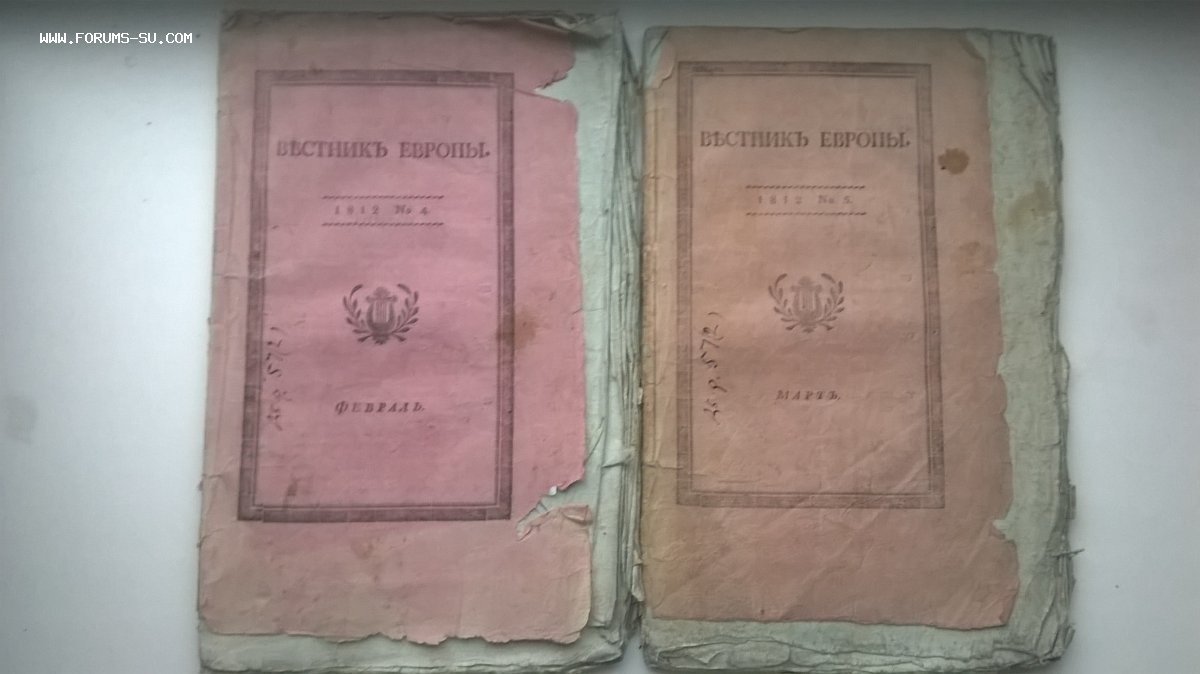 WWW.FORUMS-SU.COM
ВѢСТНИКЪ ЕВРОПЫ.
1812 № 4.
ФЕВРАЛЬ.
ВѢСТНИКЪ ЕВРОПЫ.
1812 № 5.
МАРТЪ.